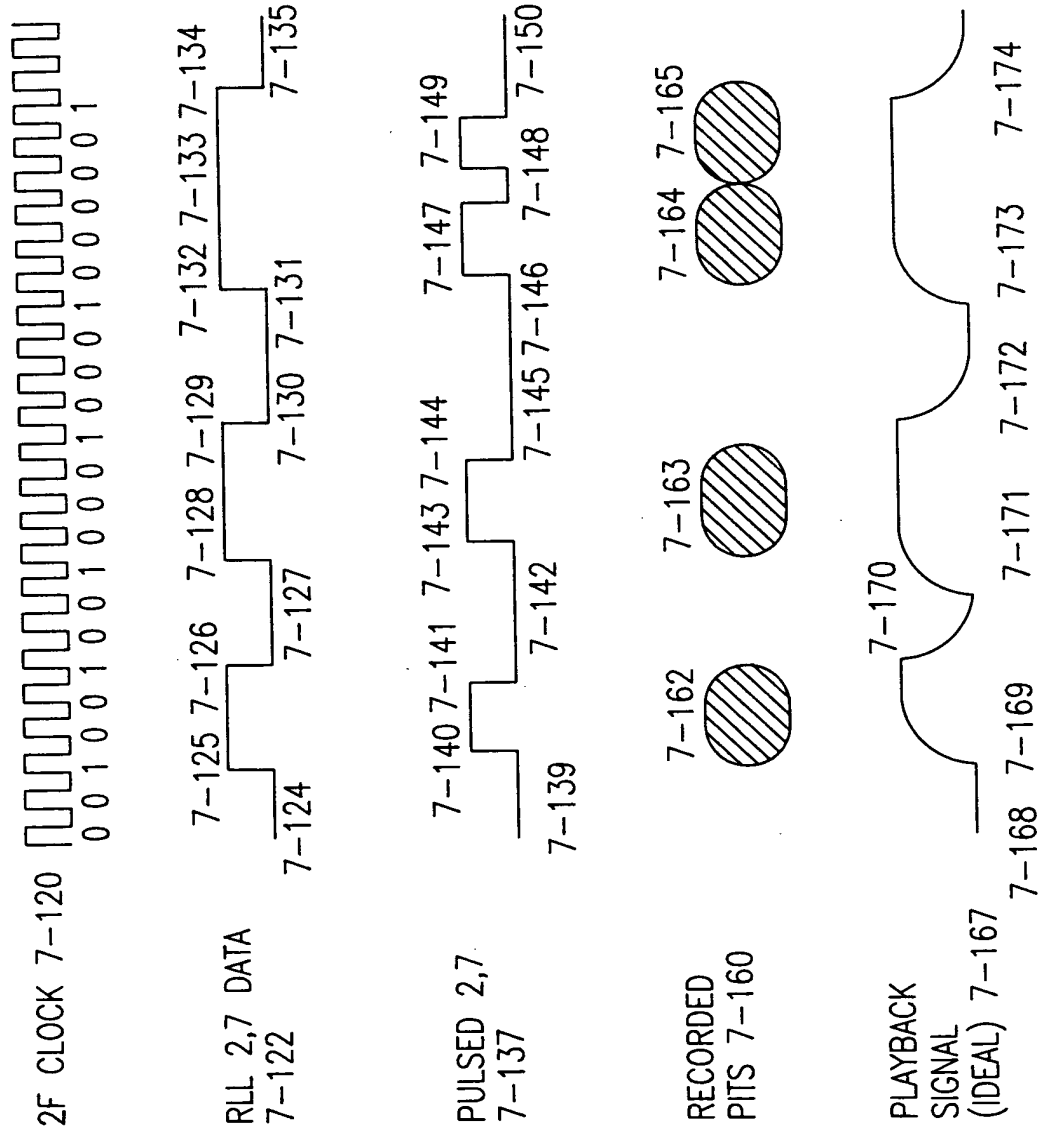 2F CLOCK 7-120
0 0 1 0 0 1 0 0 1 0 0 0 1 0 0 0 1 0 0 0 0 0 1
RLL 2,7 DATA
7-122
7-125 7-126 7-128 7-129 7-132 7-133 7-134
7-124 7-127 7-130 7-131 7-135
PULSED 2,7
7-137
7-140 7-141 7-143 7-144 7-147 7-149
7-139 7-142 7-145 7-146 7-148 7-150
RECORDED
PITS 7-160
7-162 7-163 7-164 7-165
PLAYBACK
SIGNAL
(IDEAL) 7-167
7-170
7-168 7-169 7-171 7-172 7-173 7-174